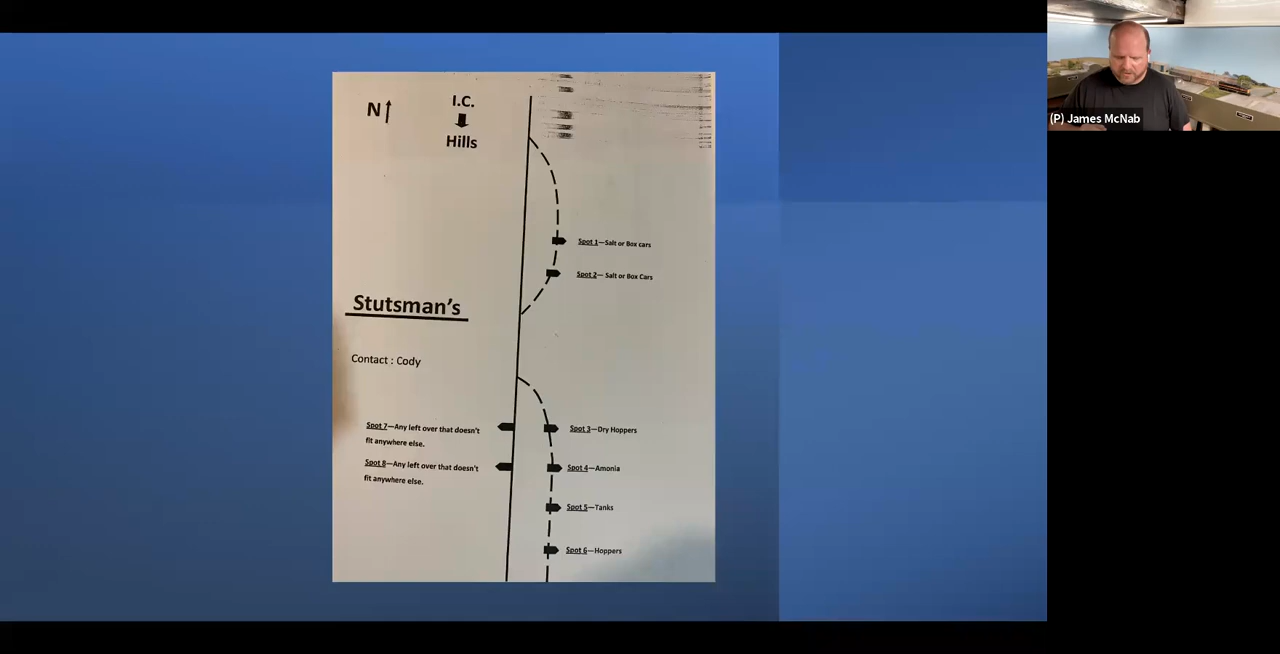 (P) James McNab
N
I.C.
Hills
Spot 1—Salt or Box cars
Spot 2— Salt or Box Cars
Stutsman's
Contact : Cody
Spot 7—Any left over that doesn't
fit anywhere else.
Spot 8—Any left over that doesn't
fit anywhere else.
Spot 3—Dry Hoppers
Spot 4—Amonia
Spot 5—Tanks
Spot 6—Hoppers